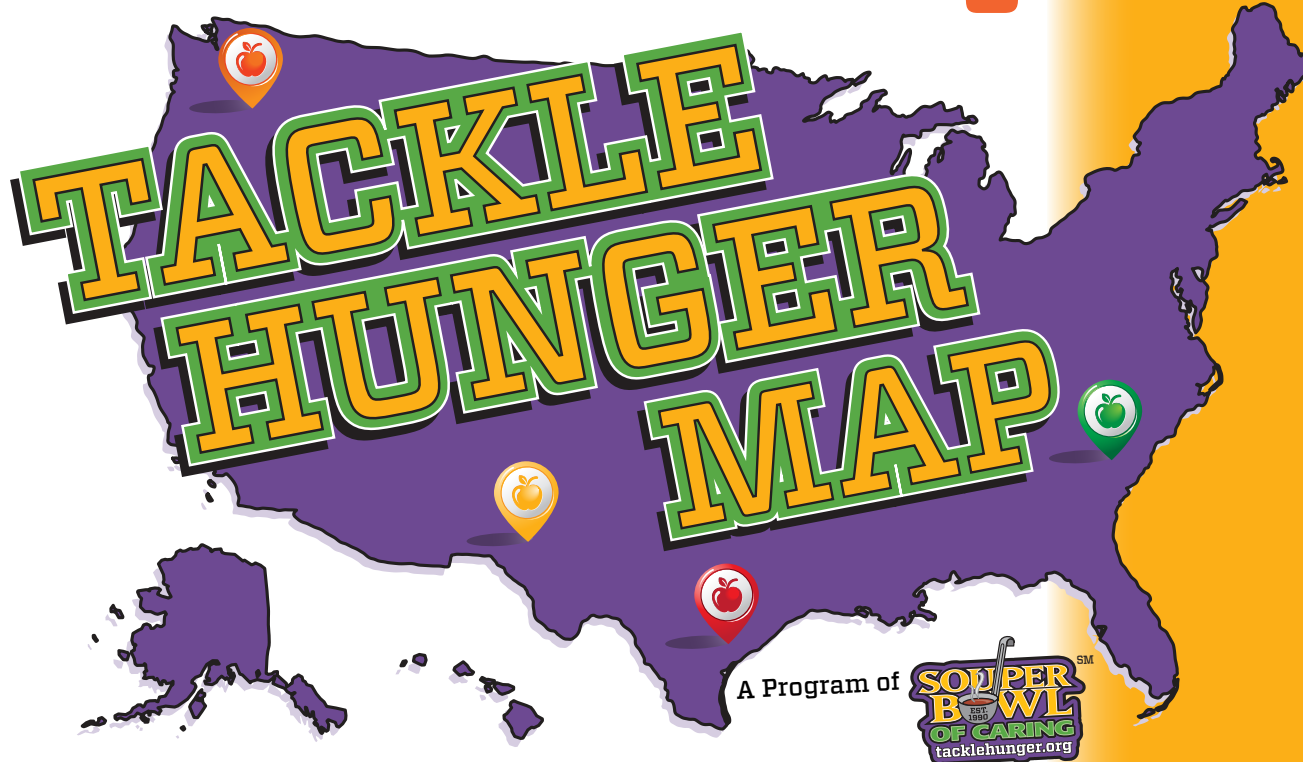 TACKLE
HUNGER
MAP
A Program of
SOUPER
BOWL
EST.
1990
OF CARING
tacklehunger.org
SM